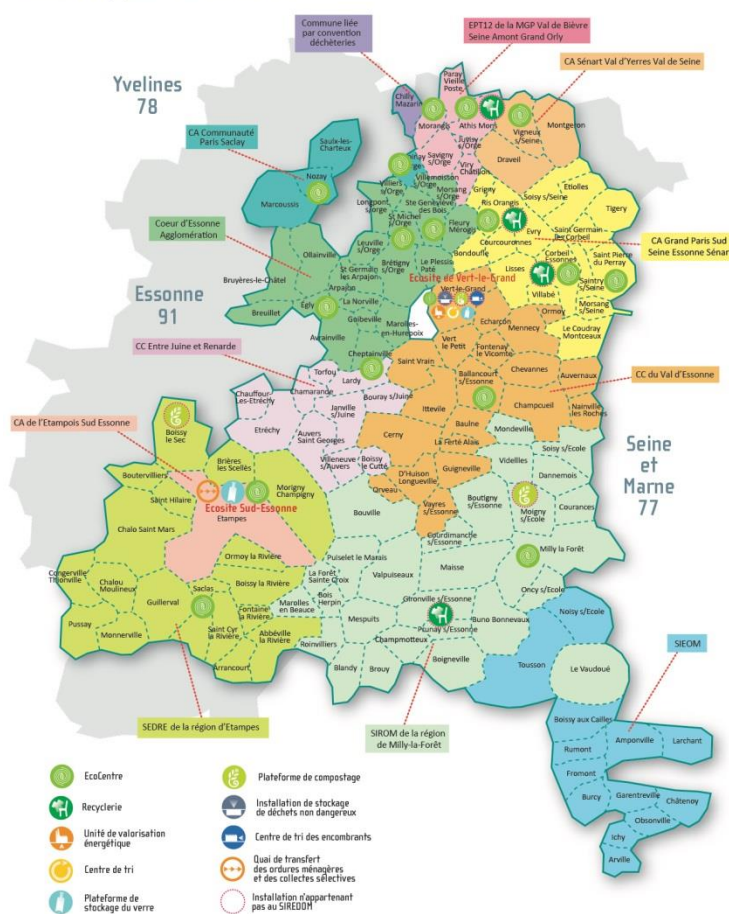 Commune liée
par convention
déchèteries
EPT12 de la MGP Val de Bièvre
Seine Amont Grand Orly
CA Sénart Val d'Yerres Val de Seine
Yvelines
78
CA Communauté
Paris Saclay
Coeur d'Essonne
Agglomération
Essonne
91
CC Entre Juine et Renarde
CA de l'Etampois Sud Essonne
CA Grand Paris Sud
Seine Essonne Sénart
CC du Val d'Essonne
Seine
et
Marne
77
SIEOM
SEDRE de la région d'Etampes
SIROM de la région
de Milly-la-Forêt
Paray
Vieille
Poste
Chilly
Mazarin
Morangis
Athis Mons
Juvisy
s/Orge
Savigny
s/Orge
Viry
Chatillon
Vigneux
s/Seine
Montgeron
Draveil
Saulx-les-
Chartreux
Nozay
Marcoussis
Villemoisson
s/Orge
Villiers
s/Orge
Morsang
s/Orge
Longpont
s/orge
Ste Geneviève
des Bois
St Michel
s/Orge
Fleury
Mérogis
Leuville
s/Orge
Brétigny
s/Orge
Le Plessis
Paté
Ollainville
St Germain
les Arpajon
Arpajon
Bruyères-le-Châtel
La Norville
Egly
Guibeville
Breuillet
Avrainville
Marolles-
en-Hurepoix
Cheptainville
Grigny
Ris Orangis
Soisy s/Seine
Etiolles
Tigery
Evry
Courcouronnes
Saint Germain
les Corbeil
Bondoufle
Lisses
Corbeil
Essonnes
Saint Pierre
du Perray
Saintry
s/Seine
Villabé
Morsang
s/Seine
Ormoy
Le Coudray
Montceaux
Ecosite de Vert-le-Grand
Vert-le-Grand
Echarcon
Mennecy
Vert
le Petit
Fontenay
le Vicomte
Saint Vrain
Ballancourt
s/Essonne
Chevannes
Auvernaux
Champcueil
Nainville
les Roches
Itteville
Baulne
Cerny
La Ferté Alais
D'Huison
Longueville
Guigneville
Orveau
Vayres
s/Essonne
Torfou
Lardy
Chamarande
Chauffour-
Les-Etréchy
Janville
s/Juine
Bouray s/Juine
Etréchy
Auvers
Saint Georges
Villeneuve
s/Auvers
Boissy
le Cutté
Boissy
le Sec
Brières
les Scellés
Boutervilliers
Morigny
Champigny
Saint Hilaire
Ecosite Sud-Essonne
Etampes
Chalo Saint Mars
Ormoy la Rivière
Congerville
Thionville
Chalou
Moulineux
Boissy la Rivière
Saclas
Guillerval
Fontaine
la Rivière
Pussay
Monnerville
Saint Cyr
la Rivière
Abbéville
la Rivière
Arrancourt
Mondeville
Videlles
Soisy s/Ecole
Dannemois
Boutigny
s/Essonne
Moigny
s/Ecole
Courances
Bouville
Courdimanche
s/Essonne
Milly la Forêt
Puiselet le Marais
La Forêt
Sainte Croix
Valpuiseaux
Maisse
Oncy s/Ecole
Bois
Herpin
Marolles
en Beauce
Gironville s/Essonne
Mespuits
Prunay s/Essonne
Buno Bonnevaux
Roinvilliers
Champmotteux
Boigneville
Blandy
Brouy
Noisy s/Ecole
Tousson
Le Vaudoué
Boissy aux Cailles
Amponville
Larchant
Rumont
Fromont
Burcy
Garentreville
Châtenoy
Obsonville
Ichy
Arville
EcoCentre
Recyclerie
Unité de valorisation
énergétique
Centre de tri
Plateforme de
stockage du verre
Plateforme de compostage
Installation de stockage
de déchets non dangereux
Centre de tri des encombrants
Quai de transfert
des ordures ménagères
et des collectes sélectives
Installation n'appartenant
pas au SIREDOM